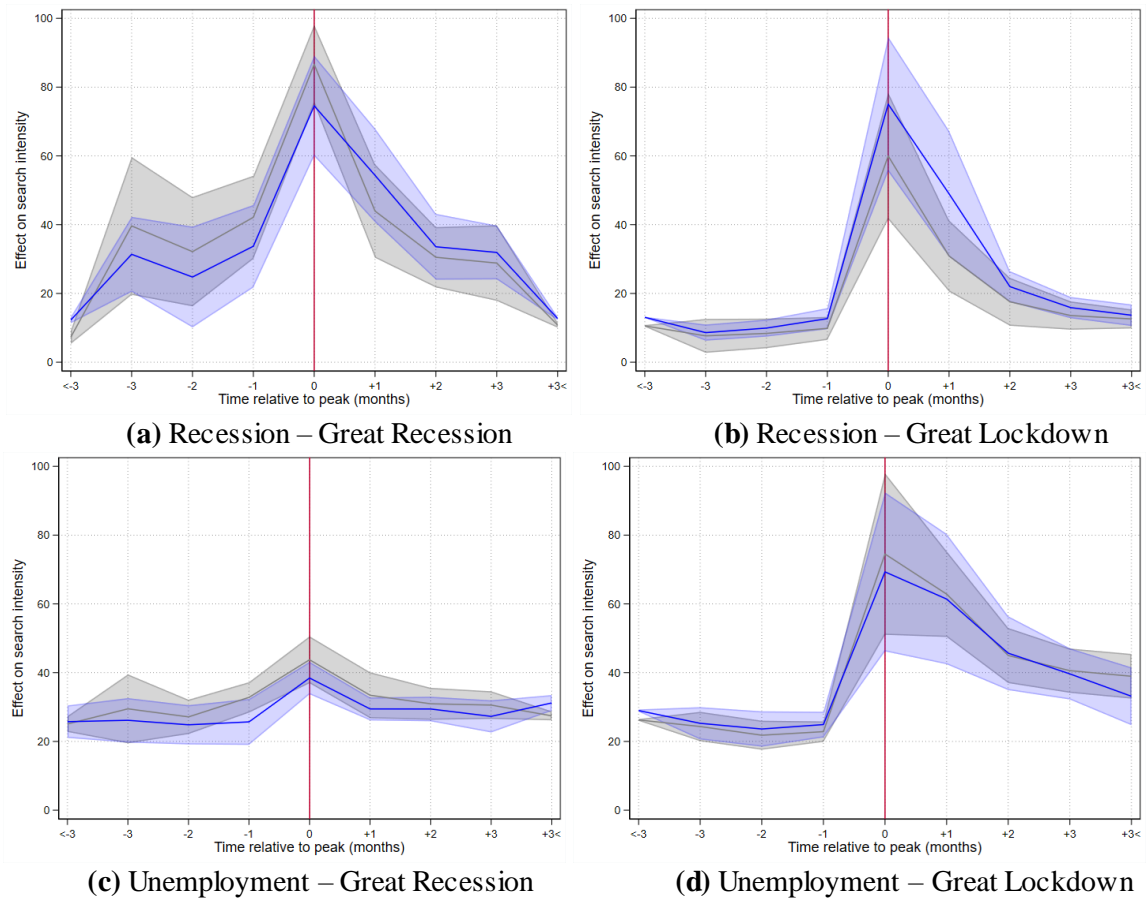 100
80
60
40
20
0
Effect on search intensity
<-3 -3 -2 -1 0 +1 +2 +3 +3<
Time relative to peak (months)
(a) Recession – Great Recession
100
80
60
40
20
0
Effect on search intensity
<-3 -3 -2 -1 0 +1 +2 +3 +3<
Time relative to peak (months)
(b) Recession – Great Lockdown
100
80
60
40
20
0
Effect on search intensity
<-3 -3 -2 -1 0 +1 +2 +3 +3<
Time relative to peak (months)
(c) Unemployment – Great Recession
100
80
60
40
20
0
Effect on search intensity
<-3 -3 -2 -1 0 +1 +2 +3 +3<
Time relative to peak (months)
(d) Unemployment – Great Lockdown